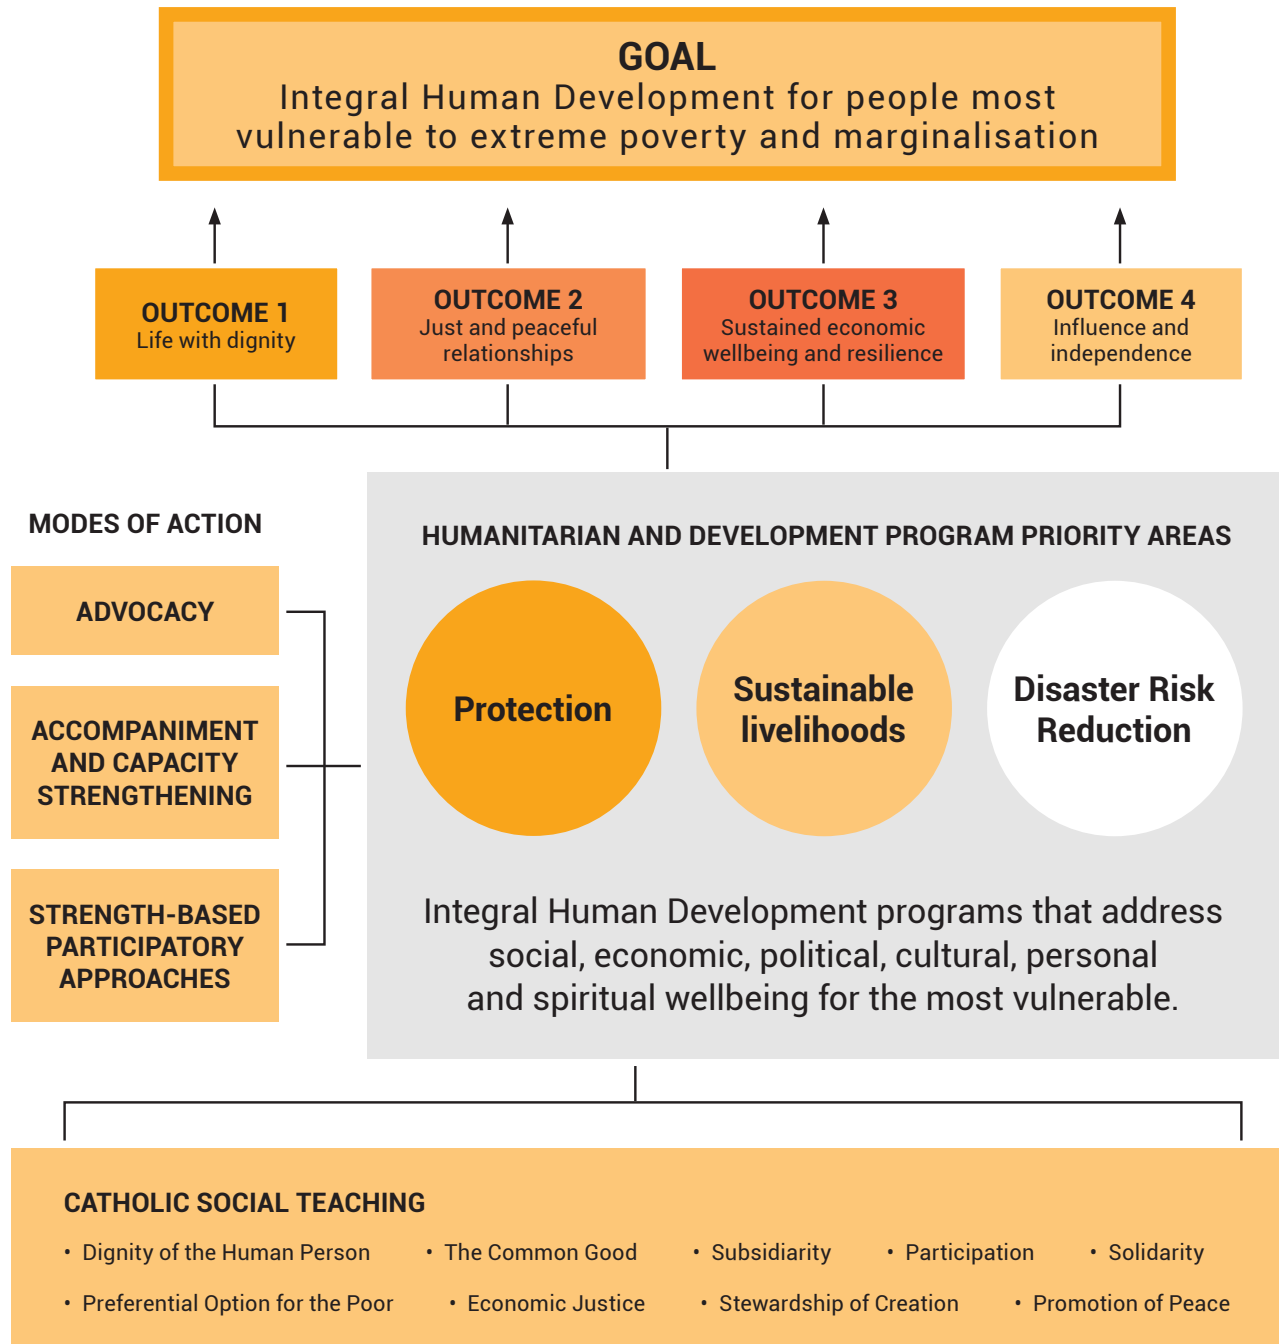 GOAL
Integral Human Development for people most
vulnerable to extreme poverty and marginalisation
OUTCOME 1
Life with dignity
OUTCOME 2
Just and peaceful
relationships
OUTCOME 3
Sustained economic
wellbeing and resilience
OUTCOME 4
Influence and
independence
MODES OF ACTION
ADVOCACY
ACCOMPANIMENT
AND CAPACITY
STRENGTHENING
STRENGTH-BASED
PARTICIPATORY
APPROACHES
HUMANITARIAN AND DEVELOPMENT PROGRAM PRIORITY AREAS
Protection
Sustainable
livelihoods
Disaster Risk
Reduction
Integral Human Development programs that address
social, economic, political, cultural, personal
and spiritual wellbeing for the most vulnerable.
CATHOLIC SOCIAL TEACHING
• Dignity of the Human Person • The Common Good • Subsidiarity • Participation • Solidarity
• Preferential Option for the Poor • Economic Justice • Stewardship of Creation • Promotion of Peace